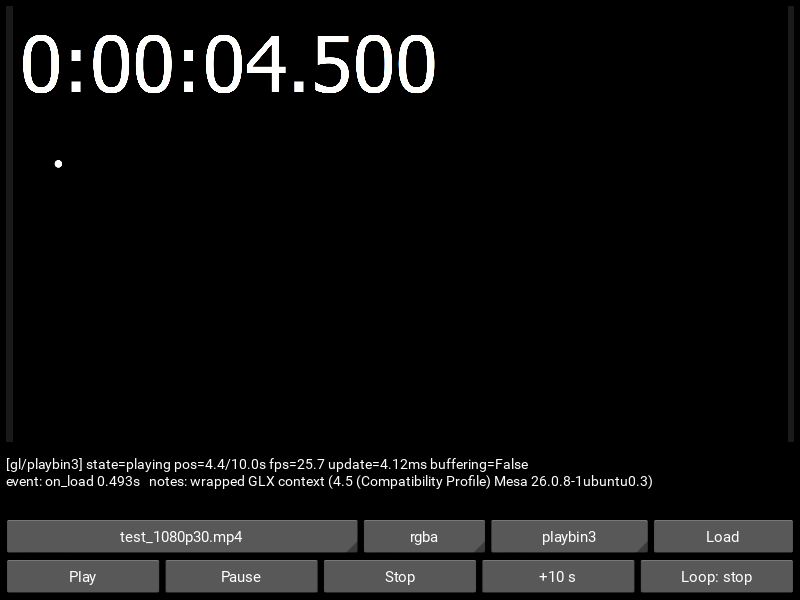 0:00:04.500
[gl/playbin3] state=playing pos=4.4/10.0s fps=25.7 update=4.12ms buffering=False
event: on_load 0.493s  notes: wrapped GLX context (4.5 (Compatibility Profile) Mesa 26.0.8-1ubuntu0.3)
test_1080p30.mp4 rgba playbin3 Load
Play Pause Stop +10 s Loop: stop